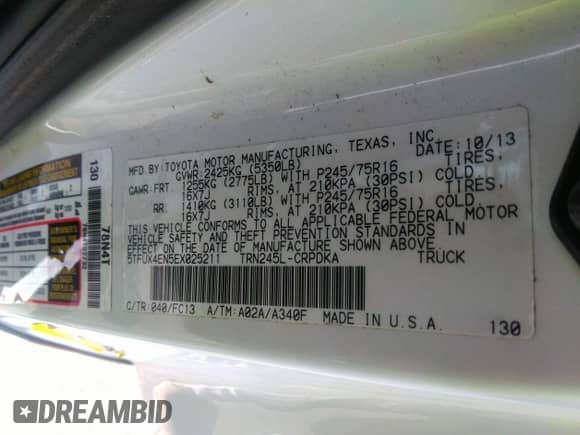 MFD.BY:TOYOTA MOTOR MANUFACTURING, TEXAS, INC. 10/13
GVWR:2425KG (5350LB)
GAWR:FRT: 1255KG (2775LB) WITH P245/75R16 TIRES,
16X7J RIMS, AT 210KPA (30PSI) COLD
RR: 1410KG (3110LB) WITH P245/75R16 TIRES,
16X7J RIMS, AT 210KPA (30PSI) COLD
THIS VEHICLE CONFORMS TO ALL APPLICABLE FEDERAL MOTOR
VEHICLE SAFETY AND THEFT PREVENTION STANDARDS IN
EFFECT ON THE DATE OF MANUFACTURE SHOWN ABOVE.
5TFUX4EN5EX025211 TRN245L-CRPDKA TRUCK
C/TR:040/FC13 A/TM:A02A/A340F MADE IN U.S.A.
130
130
78N4T
DREAMBID